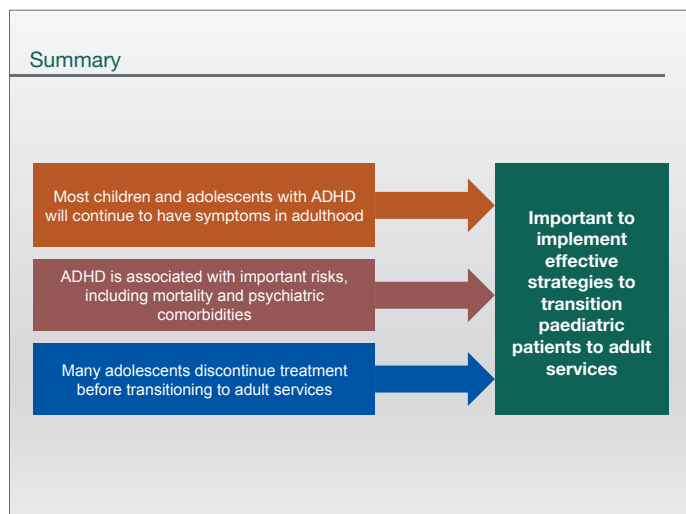 Summary
Most children and adolescents with ADHD
will continue to have symptoms in adulthood
ADHD is associated with important risks,
including mortality and psychiatric
comorbidities
Many adolescents discontinue treatment
before transitioning to adult services
Important to
implement
effective
strategies to
transition
paediatric
patients to adult
services